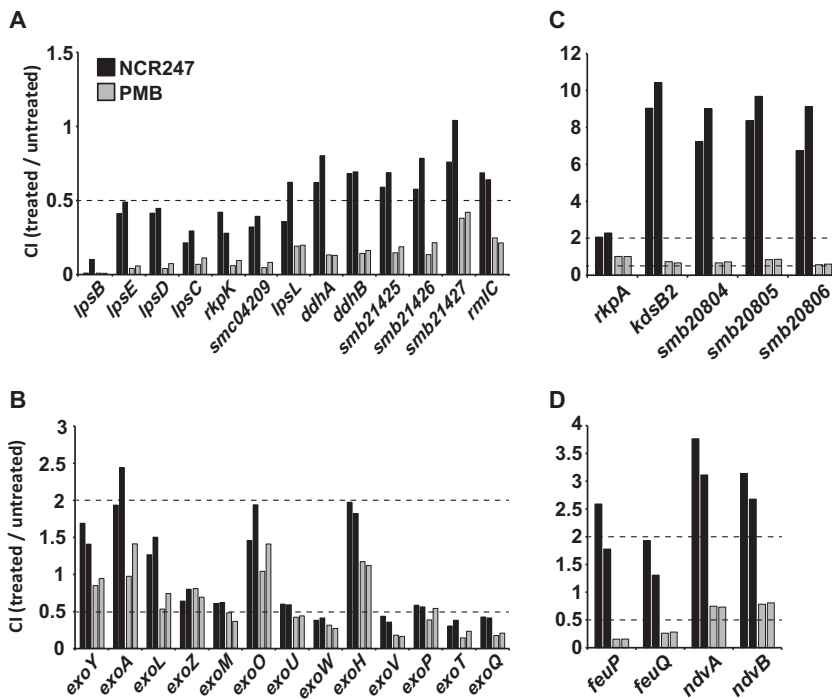 A
1.5
NCR247
PMB
1
0.5
0
CI (treated / untreated)
lpsB
lpsE
lpsD
lpsC
rkpK
smc04209
lpsL
ddhA
ddhB
smb21425
smb21426
smb21427
rmlC
C
12
10
8
6
4
2
0
rkpA
kdsB2
smb20804
smb20805
smb20806
B
3
2.5
2
1.5
1
0.5
0
CI (treated / untreated)
exoY
exoA
exoL
exoZ
exoM
exoO
exoU
exoW
exoH
exoV
exoP
exoT
exoQ
D
4
3.5
3
2.5
2
1.5
1
0.5
0
feuP
feuQ
ndvA
ndvB